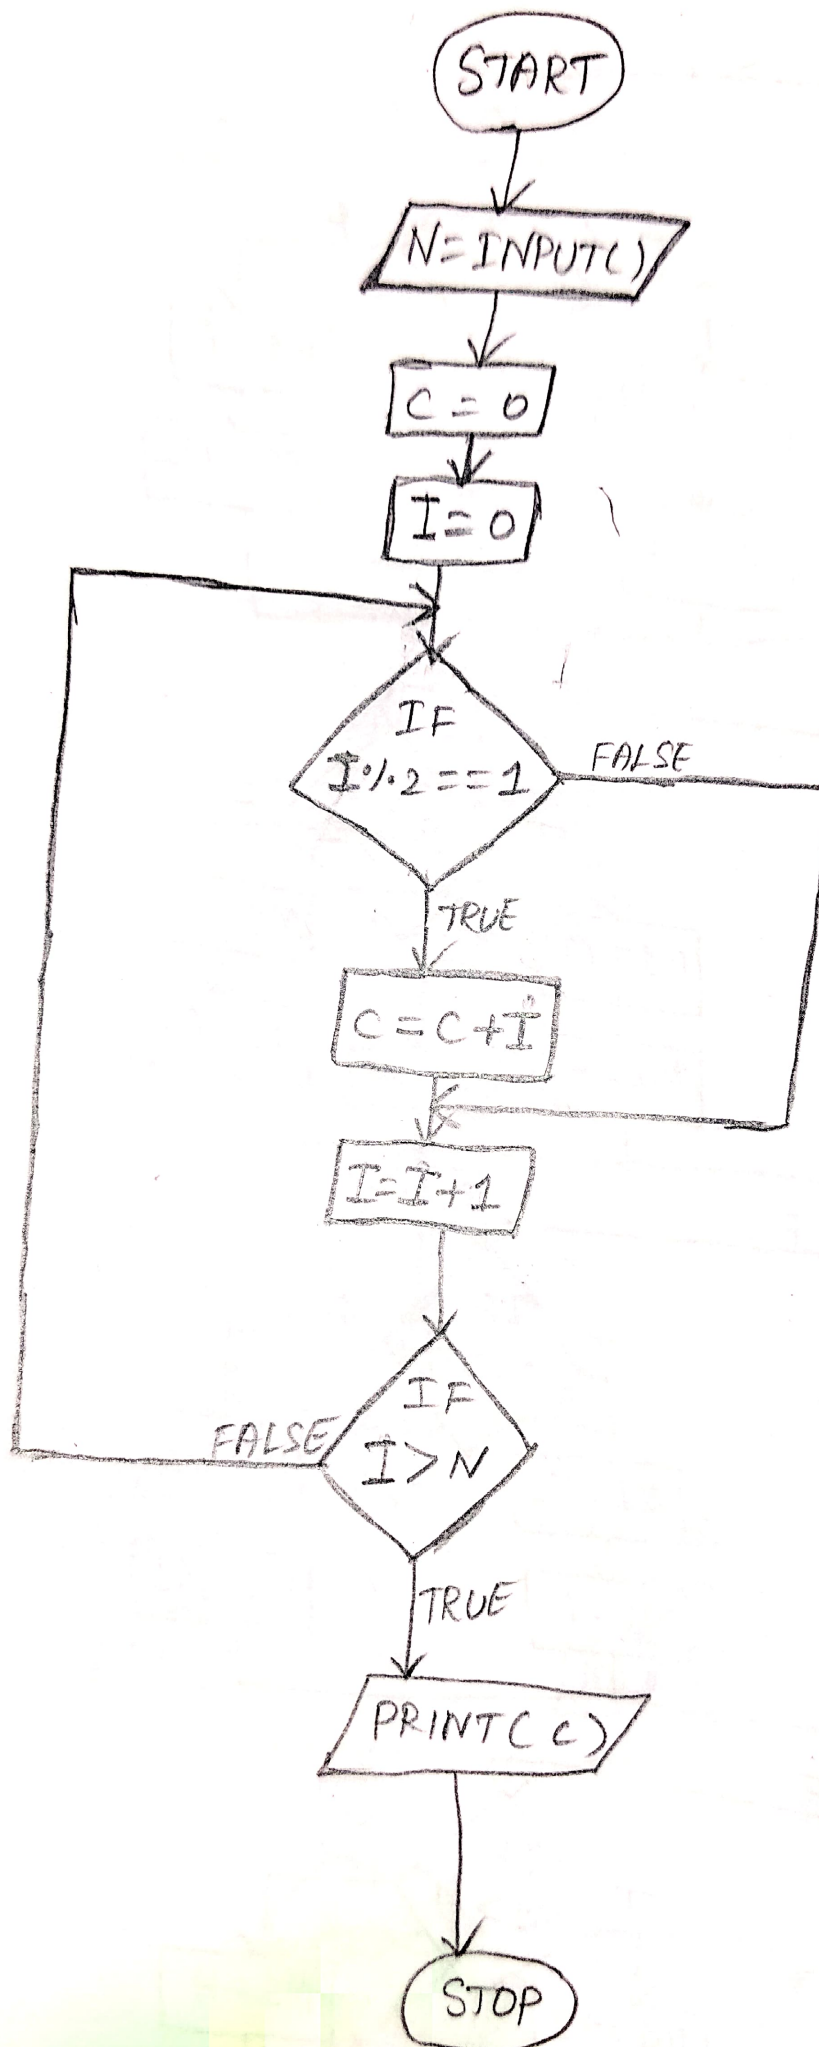 START
N=INPUT()
C = 0
I=0
IF
I%2==1
FALSE
TRUE
C=C+I
I=I+1
IF
I>N
FALSE
TRUE
PRINT(C)
STOP